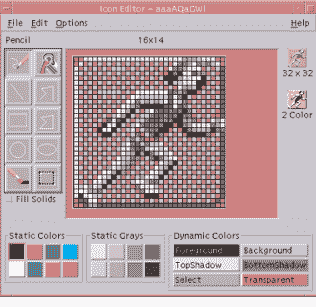 Icon Editor - aaaAQaGWI
File Edit Options Help
Pencil 16x14
32 x 32
2 Color
Fill Solids
Static Colors Static Grays Dynamic Colors
Foreground Background
TopShadow BottomShadow
Select Transparent